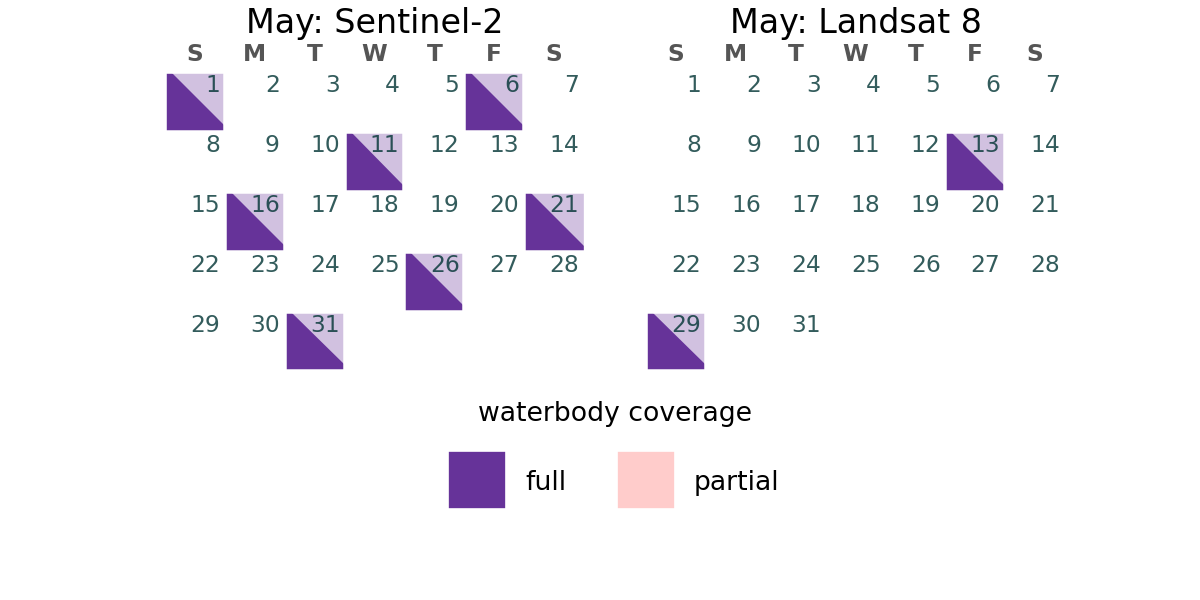 May: Sentinel-2
S M T W T F S
1 2 3 4 5 6 7
8 9 10 11 12 13 14
15 16 17 18 19 20 21
22 23 24 25 26 27 28
29 30 31
May: Landsat 8
S M T W T F S
1 2 3 4 5 6 7
8 9 10 11 12 13 14
15 16 17 18 19 20 21
22 23 24 25 26 27 28
29 30 31
waterbody coverage
full partial